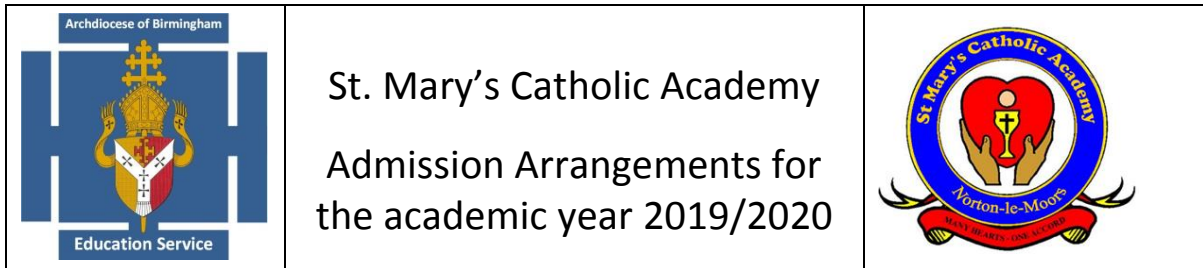 Archdiocese of Birmingham
Education Service
St. Mary’s Catholic Academy
Admission Arrangements for
the academic year 2019/2020
St Mary's Catholic Academy
Norton-le-Moors
MANY HEARTS - ONE ACCORD